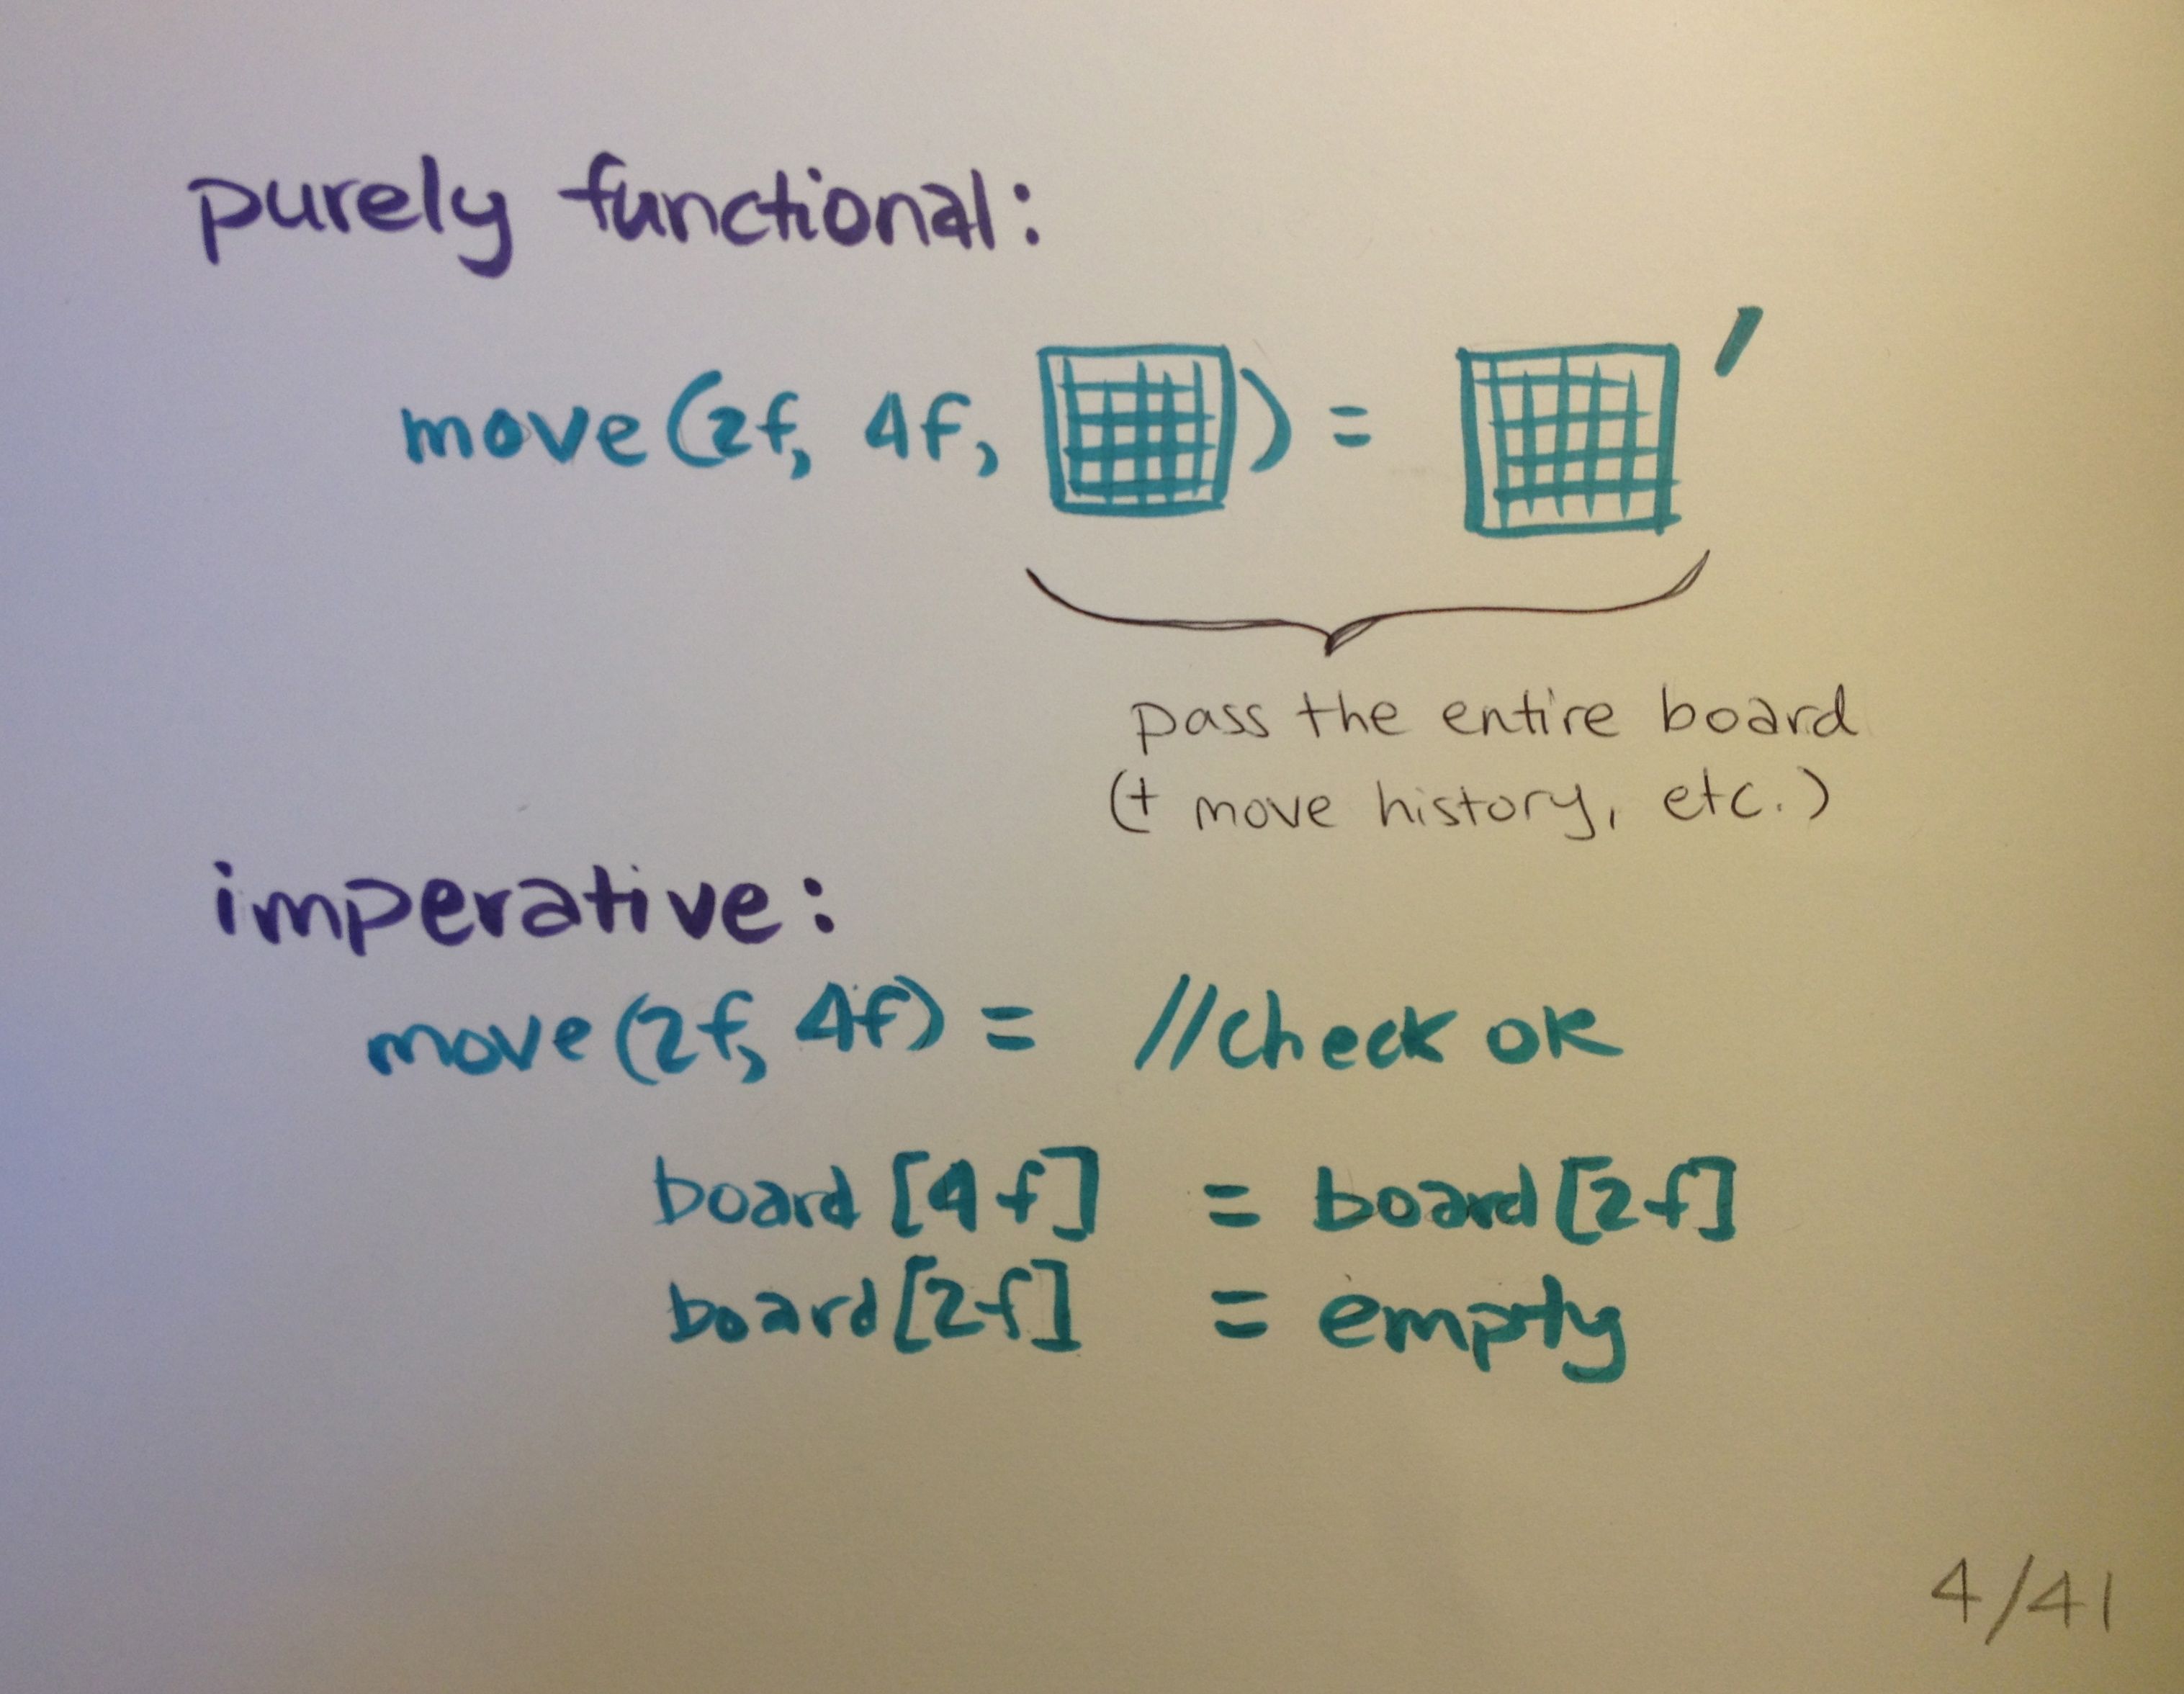 purely functional:
move(2f, 4f, ) = ′
pass the entire board
(+ move history, etc.)
imperative:
move(2f, 4f) = //check ok
board[4f] = board[2f]
board[2f] = empty
4/41